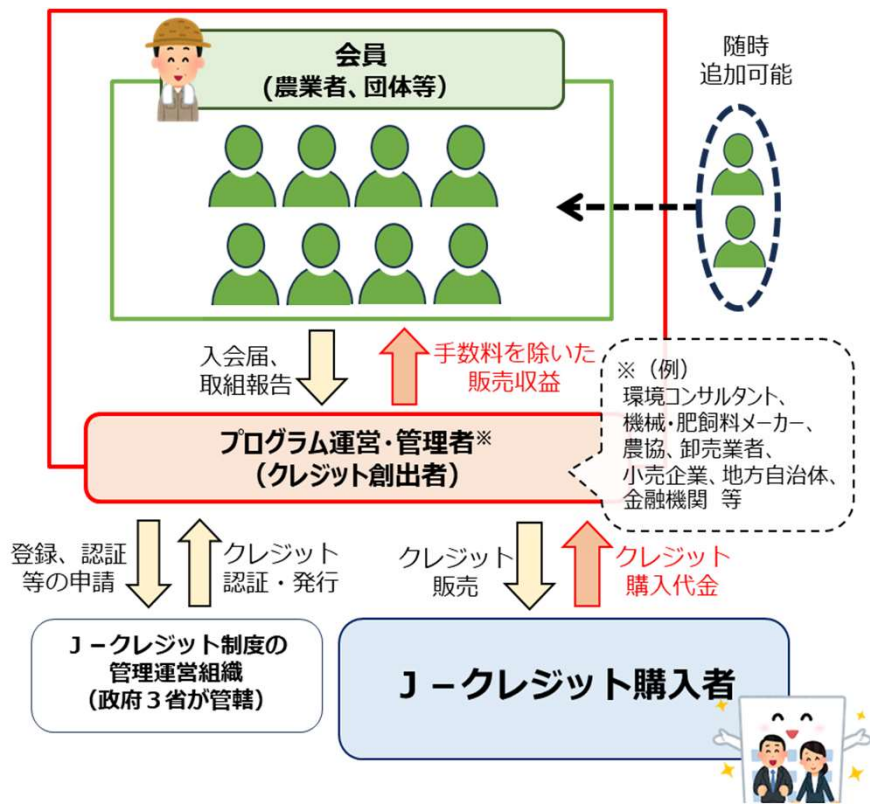 会員
(農業者、団体等)
随時
追加可能
入会届、
取組報告
手数料を除いた
販売収益
※（例）
環境コンサルタント、
機械・肥飼料メーカー、
農協、卸売業者、
小売企業、地方自治体、
金融機関 等
プログラム運営・管理者※
（クレジット創出者）
登録、認証
等の申請
クレジット
認証・発行
クレジット
販売
クレジット
購入代金
Ｊ－クレジット制度の
管理運営組織
(政府３省が管轄)
Ｊ－クレジット購入者